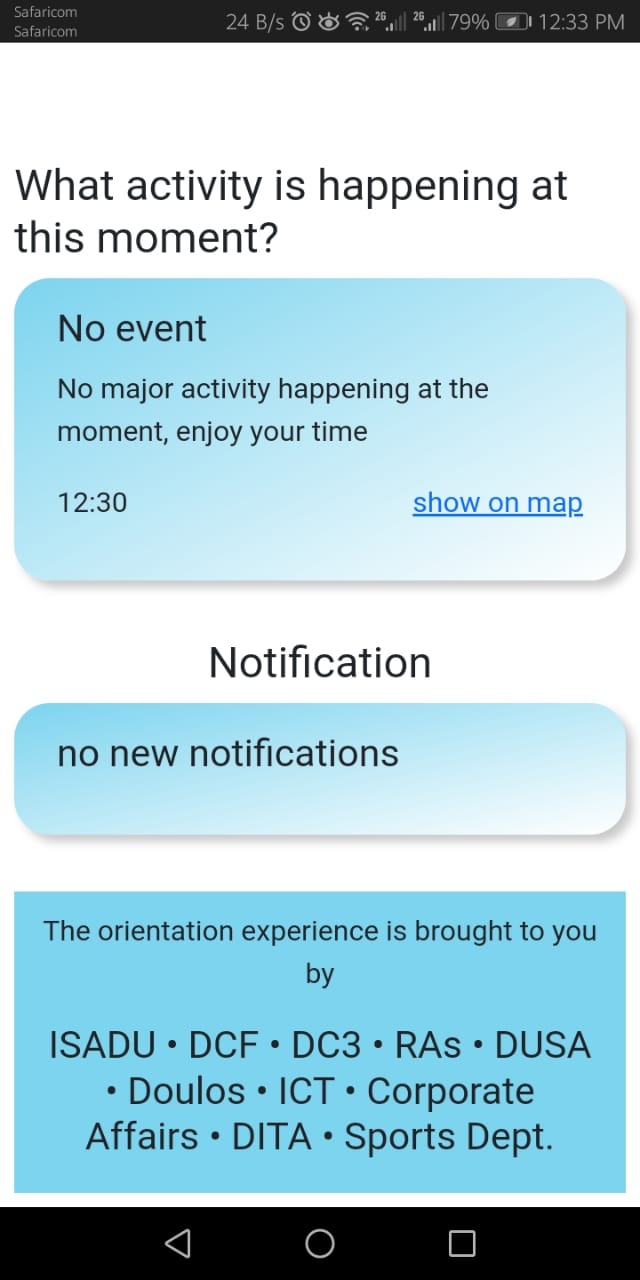 Safaricom
Safaricom
24 B/s 2G 2G 79% 12:33 PM
What activity is happening at
this moment?
No event
No major activity happening at the
moment, enjoy your time
12:30 show on map
Notification
no new notifications
The orientation experience is brought to you
by
ISADU • DCF • DC3 • RAs • DUSA
• Doulos • ICT • Corporate
Affairs • DITA • Sports Dept.